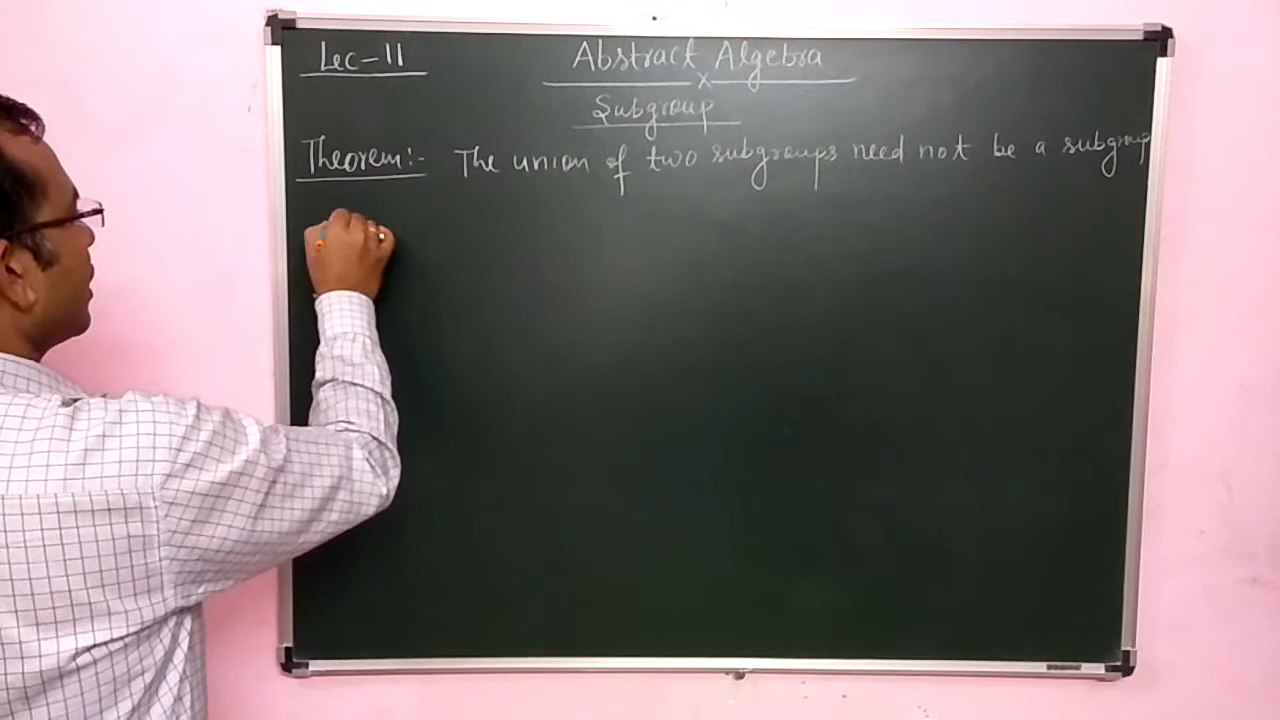 Lec-11
Abstract Algebra
x
Subgroup
Theorem:- The union of two subgroups need not be a subgroup